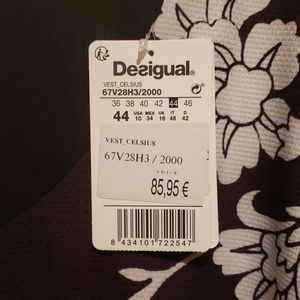 Desigual®
VEST_CELSIUS
67V28H3/2000
36 38 40 42 44 46
44 USA 10 MEX 34 UK 16 IT 48 D 42
VEST_CELSIUS
67V28H3 / 2000
85,95 €
8 434101 722547